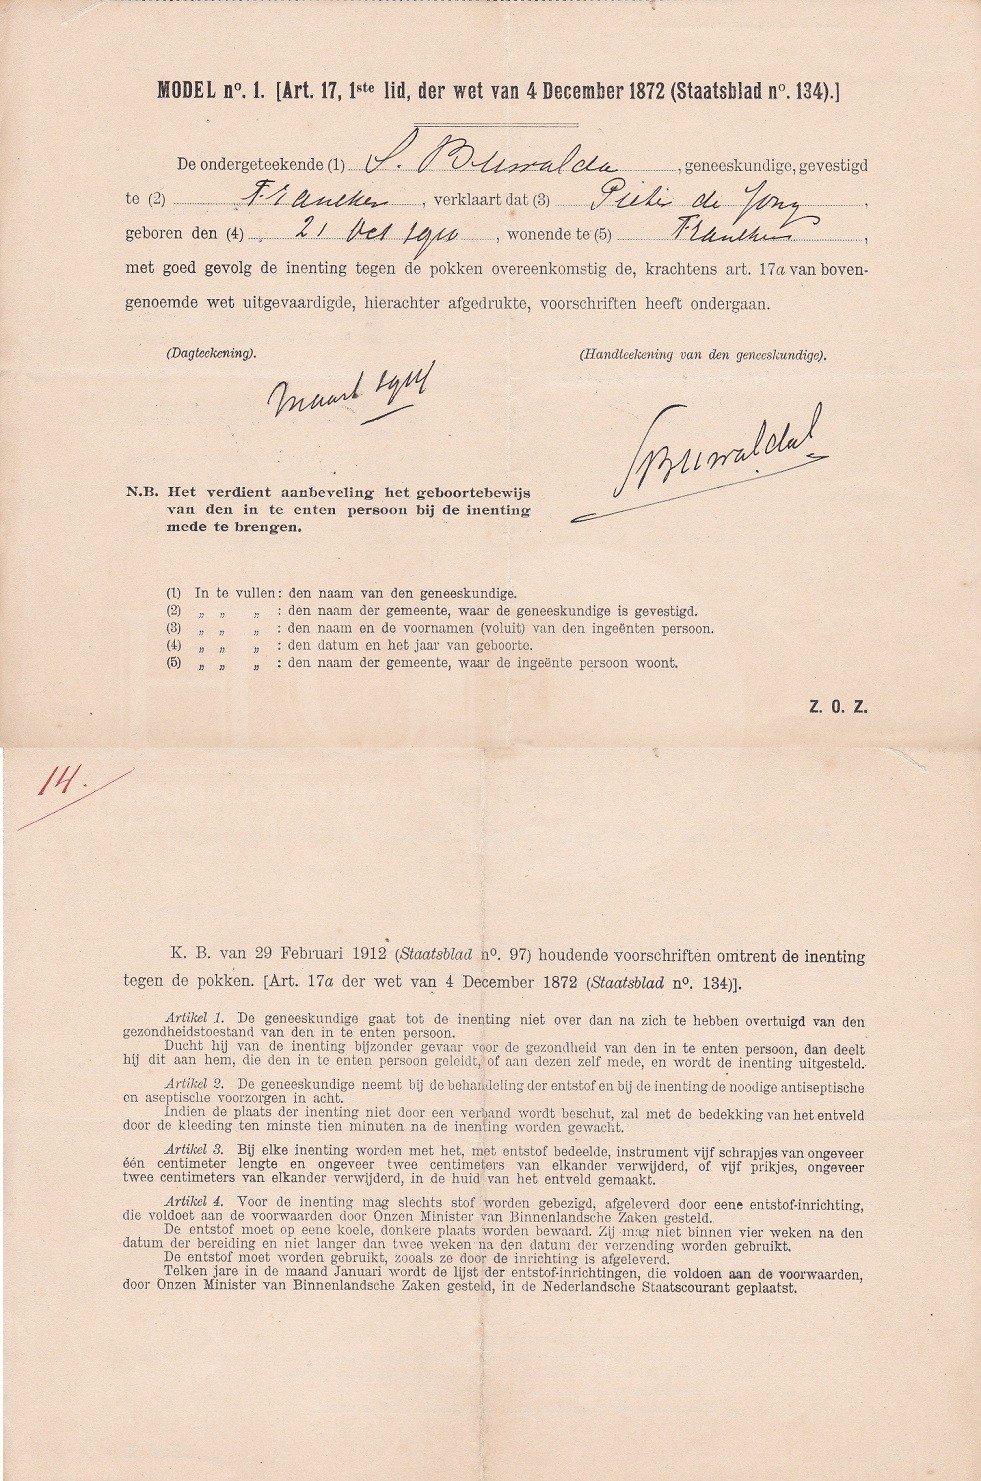 MODEL nº. 1. [Art. 17, 1ste lid, der wet van 4 December 1872 (Staatsblad nº. 134).]
De ondergeteekende (1) S. Buwalda, geneeskundige, gevestigd
te (2) Franeker, verklaart dat (3) Pieter de Jong,
geboren den (4) 21 Oct 1910, wonende te (5) Franeker,
met goed gevolg de inenting tegen de pokken overeenkomstig de, krachtens art. 17a van boven-
genoemde wet uitgevaardigde, hierachter afgedrukte, voorschriften heeft ondergaan.
(Dagteekening). (Handteekening van den geneeskundige).
Maart 1914
SBuwalda
N.B. Het verdient aanbeveling het geboortebewijs
van den in te enten persoon bij de inenting
mede te brengen.
(1) In te vullen: den naam van den geneeskundige.
(2) „ „ „ : den naam der gemeente, waar de geneeskundige is gevestigd.
(3) „ „ „ : den naam en de voornamen (voluit) van den ingeënten persoon.
(4) „ „ „ : den datum en het jaar van geboorte.
(5) „ „ „ : den naam der gemeente, waar de ingeënte persoon woont.
Z. O. Z.
14.
K. B. van 29 Februari 1912 (Staatsblad nº. 97) houdende voorschriften omtrent de inenting
tegen de pokken. [Art. 17a der wet van 4 December 1872 (Staatsblad nº. 134)].
Artikel 1. De geneeskundige gaat tot de inenting niet over dan na zich te hebben overtuigd van den
gezondheidstoestand van den in te enten persoon.
Ducht hij van de inenting bijzonder gevaar voor de gezondheid van den in te enten persoon, dan deelt
hij dit aan hem, die den in te enten persoon geleidt, of aan dezen zelf mede, en wordt de inenting uitgesteld.
Artikel 2. De geneeskundige neemt bij de behandeling der entstof en bij de inenting de noodige antiseptische
en aseptische voorzorgen in acht.
Indien de plaats der inenting niet door een verband wordt beschut, zal met de bedekking van het entveld
door de kleeding ten minste tien minuten na de inenting worden gewacht.
Artikel 3. Bij elke inenting worden met het, met entstof bedeelde, instrument vijf schrapjes van ongeveer
één centimeter lengte en ongeveer twee centimeters van elkander verwijderd, of vijf prikjes, ongeveer
twee centimeters van elkander verwijderd, in de huid van het entveld gemaakt.
Artikel 4. Voor de inenting mag slechts stof worden gebezigd, afgeleverd door eene entstof-inrichting,
die voldoet aan de voorwaarden door Onzen Minister van Binnenlandsche Zaken gesteld.
De entstof moet op eene koele, donkere plaats worden bewaard. Zij mag niet binnen vier weken na den
datum der bereiding en niet langer dan twee weken na den datum der verzending worden gebruikt.
De entstof moet worden gebruikt, zooals ze door de inrichting is afgeleverd.
Telken jare in de maand Januari wordt de lijst der entstof-inrichtingen, die voldoen aan de voorwaarden,
door Onzen Minister van Binnenlandsche Zaken gesteld, in de Nederlandsche Staatscourant geplaatst.